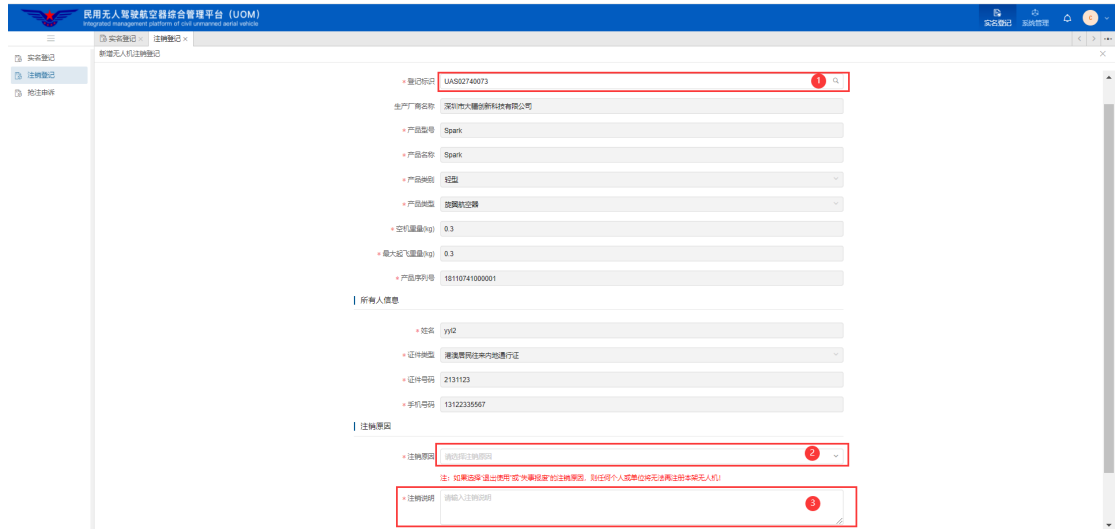 民用无人驾驶航空器综合管理平台（UOM）
Integrated management platform of civil unmanned aerial vehicle
实名登记
系统管理
C
实名登记 ×
注销登记 ×
实名登记
注销登记
抢注申诉
新增无人机注销登记
* 登记标识 UAS02740073 1
生产厂商名称 深圳市大疆创新科技有限公司
* 产品型号 Spark
* 产品名称 Spark
* 产品类别 轻型
* 产品类型 旋翼航空器
* 空机重量(kg) 0.3
* 最大起飞重量(kg) 0.3
* 产品序列号 18110741000001
所有人信息
* 姓名 yyl2
* 证件类型 港澳居民往来内地通行证
* 证件号码 2131123
* 手机号码 13122335567
注销原因
* 注销原因 请选择注销原因 2
注：如果选择“退出使用”或“失事报废”的注销原因，则任何个人或单位将无法再注册本架无人机！
* 注销说明 请输入注销说明 3